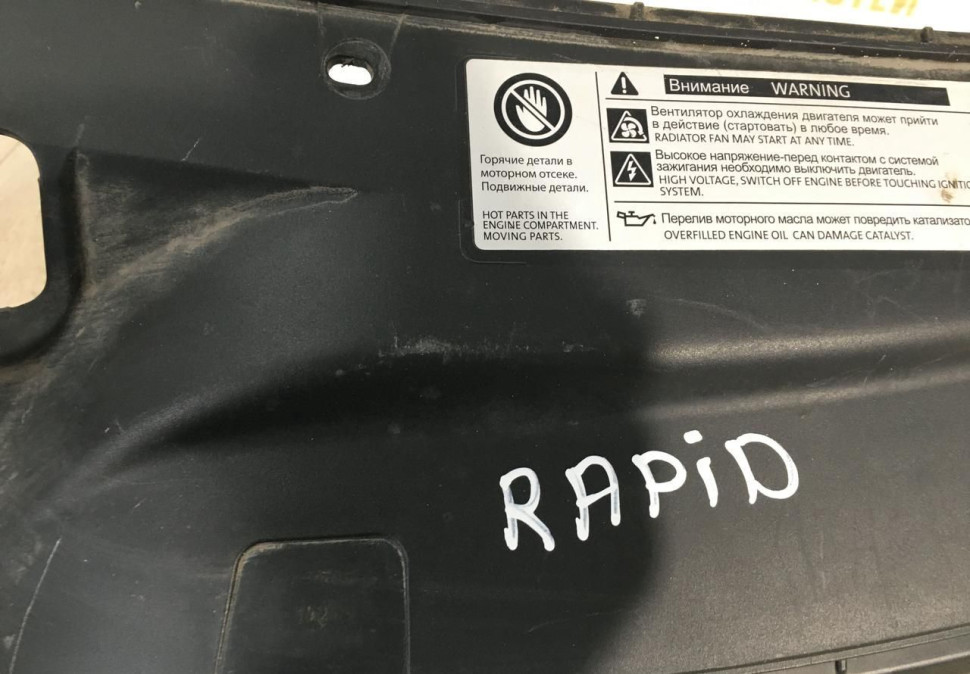 Внимание WARNING
Вентилятор охлаждения двигателя может прийти
в действие (стартовать) в любое время.
RADIATOR FAN MAY START AT ANY TIME.
Высокое напряжение-перед контактом с системой
зажигания необходимо выключить двигатель.
HIGH VOLTAGE, SWITCH OFF ENGINE BEFORE TOUCHING
SYSTEM.
Перелив моторного масла может повредить
OVERFILLED ENGINE OIL CAN DAMAGE CATALYST.
Горячие детали в
моторном отсеке.
Подвижные детали.
HOT PARTS IN THE
ENGINE COMPARTMENT.
MOVING PARTS.
RAPiD